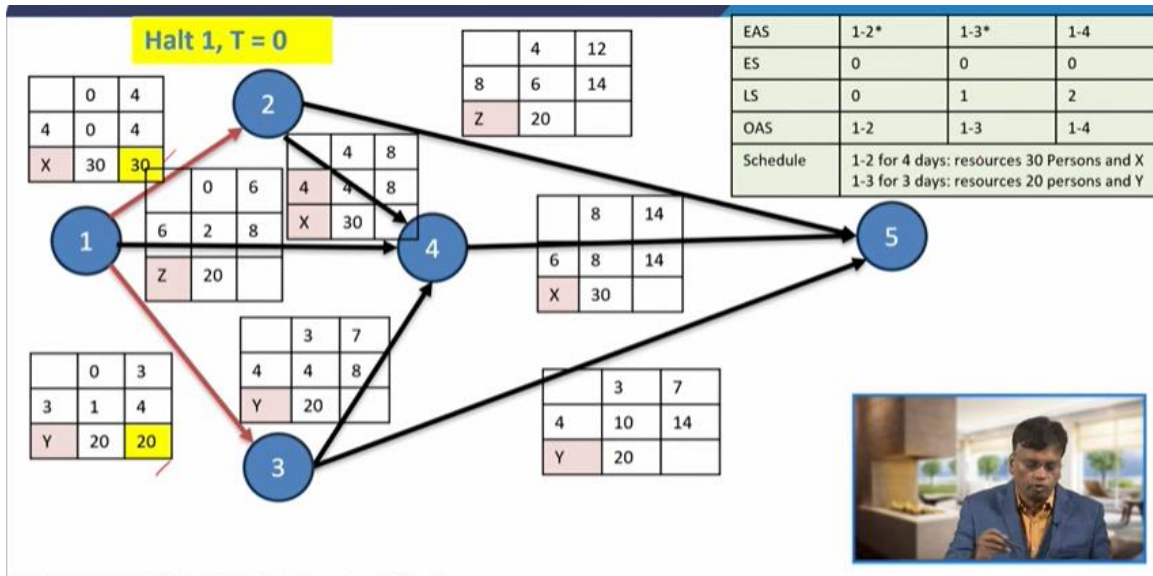 Halt 1, T = 0
EAS 1-2* 1-3* 1-4
ES 0 0 0
LS 0 1 2
OAS 1-2 1-3 1-4
Schedule 1-2 for 4 days: resources 30 Persons and X
1-3 for 3 days: resources 20 persons and Y
4 12
8 6 14
Z 20
0 4
4 0 4
X 30 30
2
4 8
4 4 8
X 30
0 6
6 2 8
Z 20
1
4
8 14
6 8 14
X 30
5
3 7
4 4 8
Y 20
0 3
3 1 4
Y 20 20
3
3 7
4 10 14
Y 20